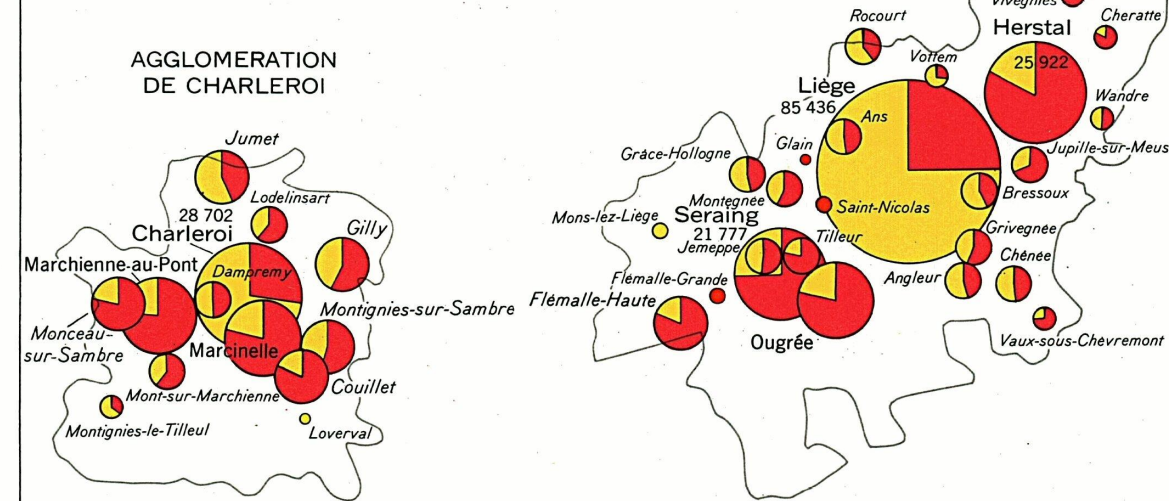 AGGLOMERATION
DE CHARLEROI
Jumet
Lodelinsart
28 702
Charleroi
Gilly
Marchienne-au-Pont
Dampremy
Montignies-sur-Sambre
Monceau-
sur-Sambre
Marcinelle
Mont-sur-Marchienne
Couillet
Montignies-le-Tilleul
Loverval
Rocourt
Herstal
Cheratte
25 922
Vottem
Liège
85 436
Ans
Wandre
Glain
Jupille-sur-Meus
Grâce-Hollogne
Montegnée
Bressoux
Mons-lez-Liège
Seraing
Saint-Nicolas
21 777
Jemeppe
Tilleur
Grivegnée
Flémalle-Grande
Angleur
Chênée
Flémalle-Haute
Ougrée
Vaux-sous-Chèvremont